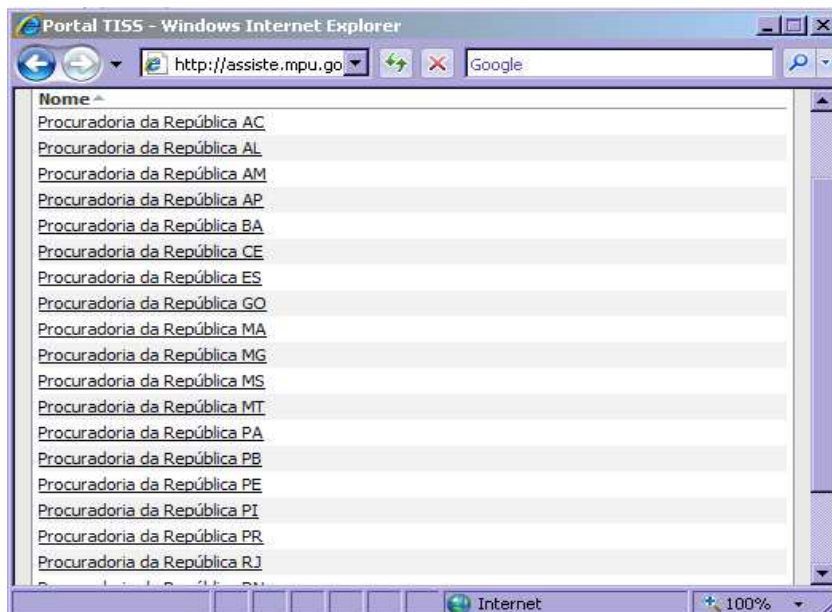 Portal TISS - Windows Internet Explorer
http://assiste.mpu.go
Google
Nome
Procuradoria da República AC
Procuradoria da República AL
Procuradoria da República AM
Procuradoria da República AP
Procuradoria da República BA
Procuradoria da República CE
Procuradoria da República ES
Procuradoria da República GO
Procuradoria da República MA
Procuradoria da República MG
Procuradoria da República MS
Procuradoria da República MT
Procuradoria da República PA
Procuradoria da República PB
Procuradoria da República PE
Procuradoria da República PI
Procuradoria da República PR
Procuradoria da República RJ
Internet
100%